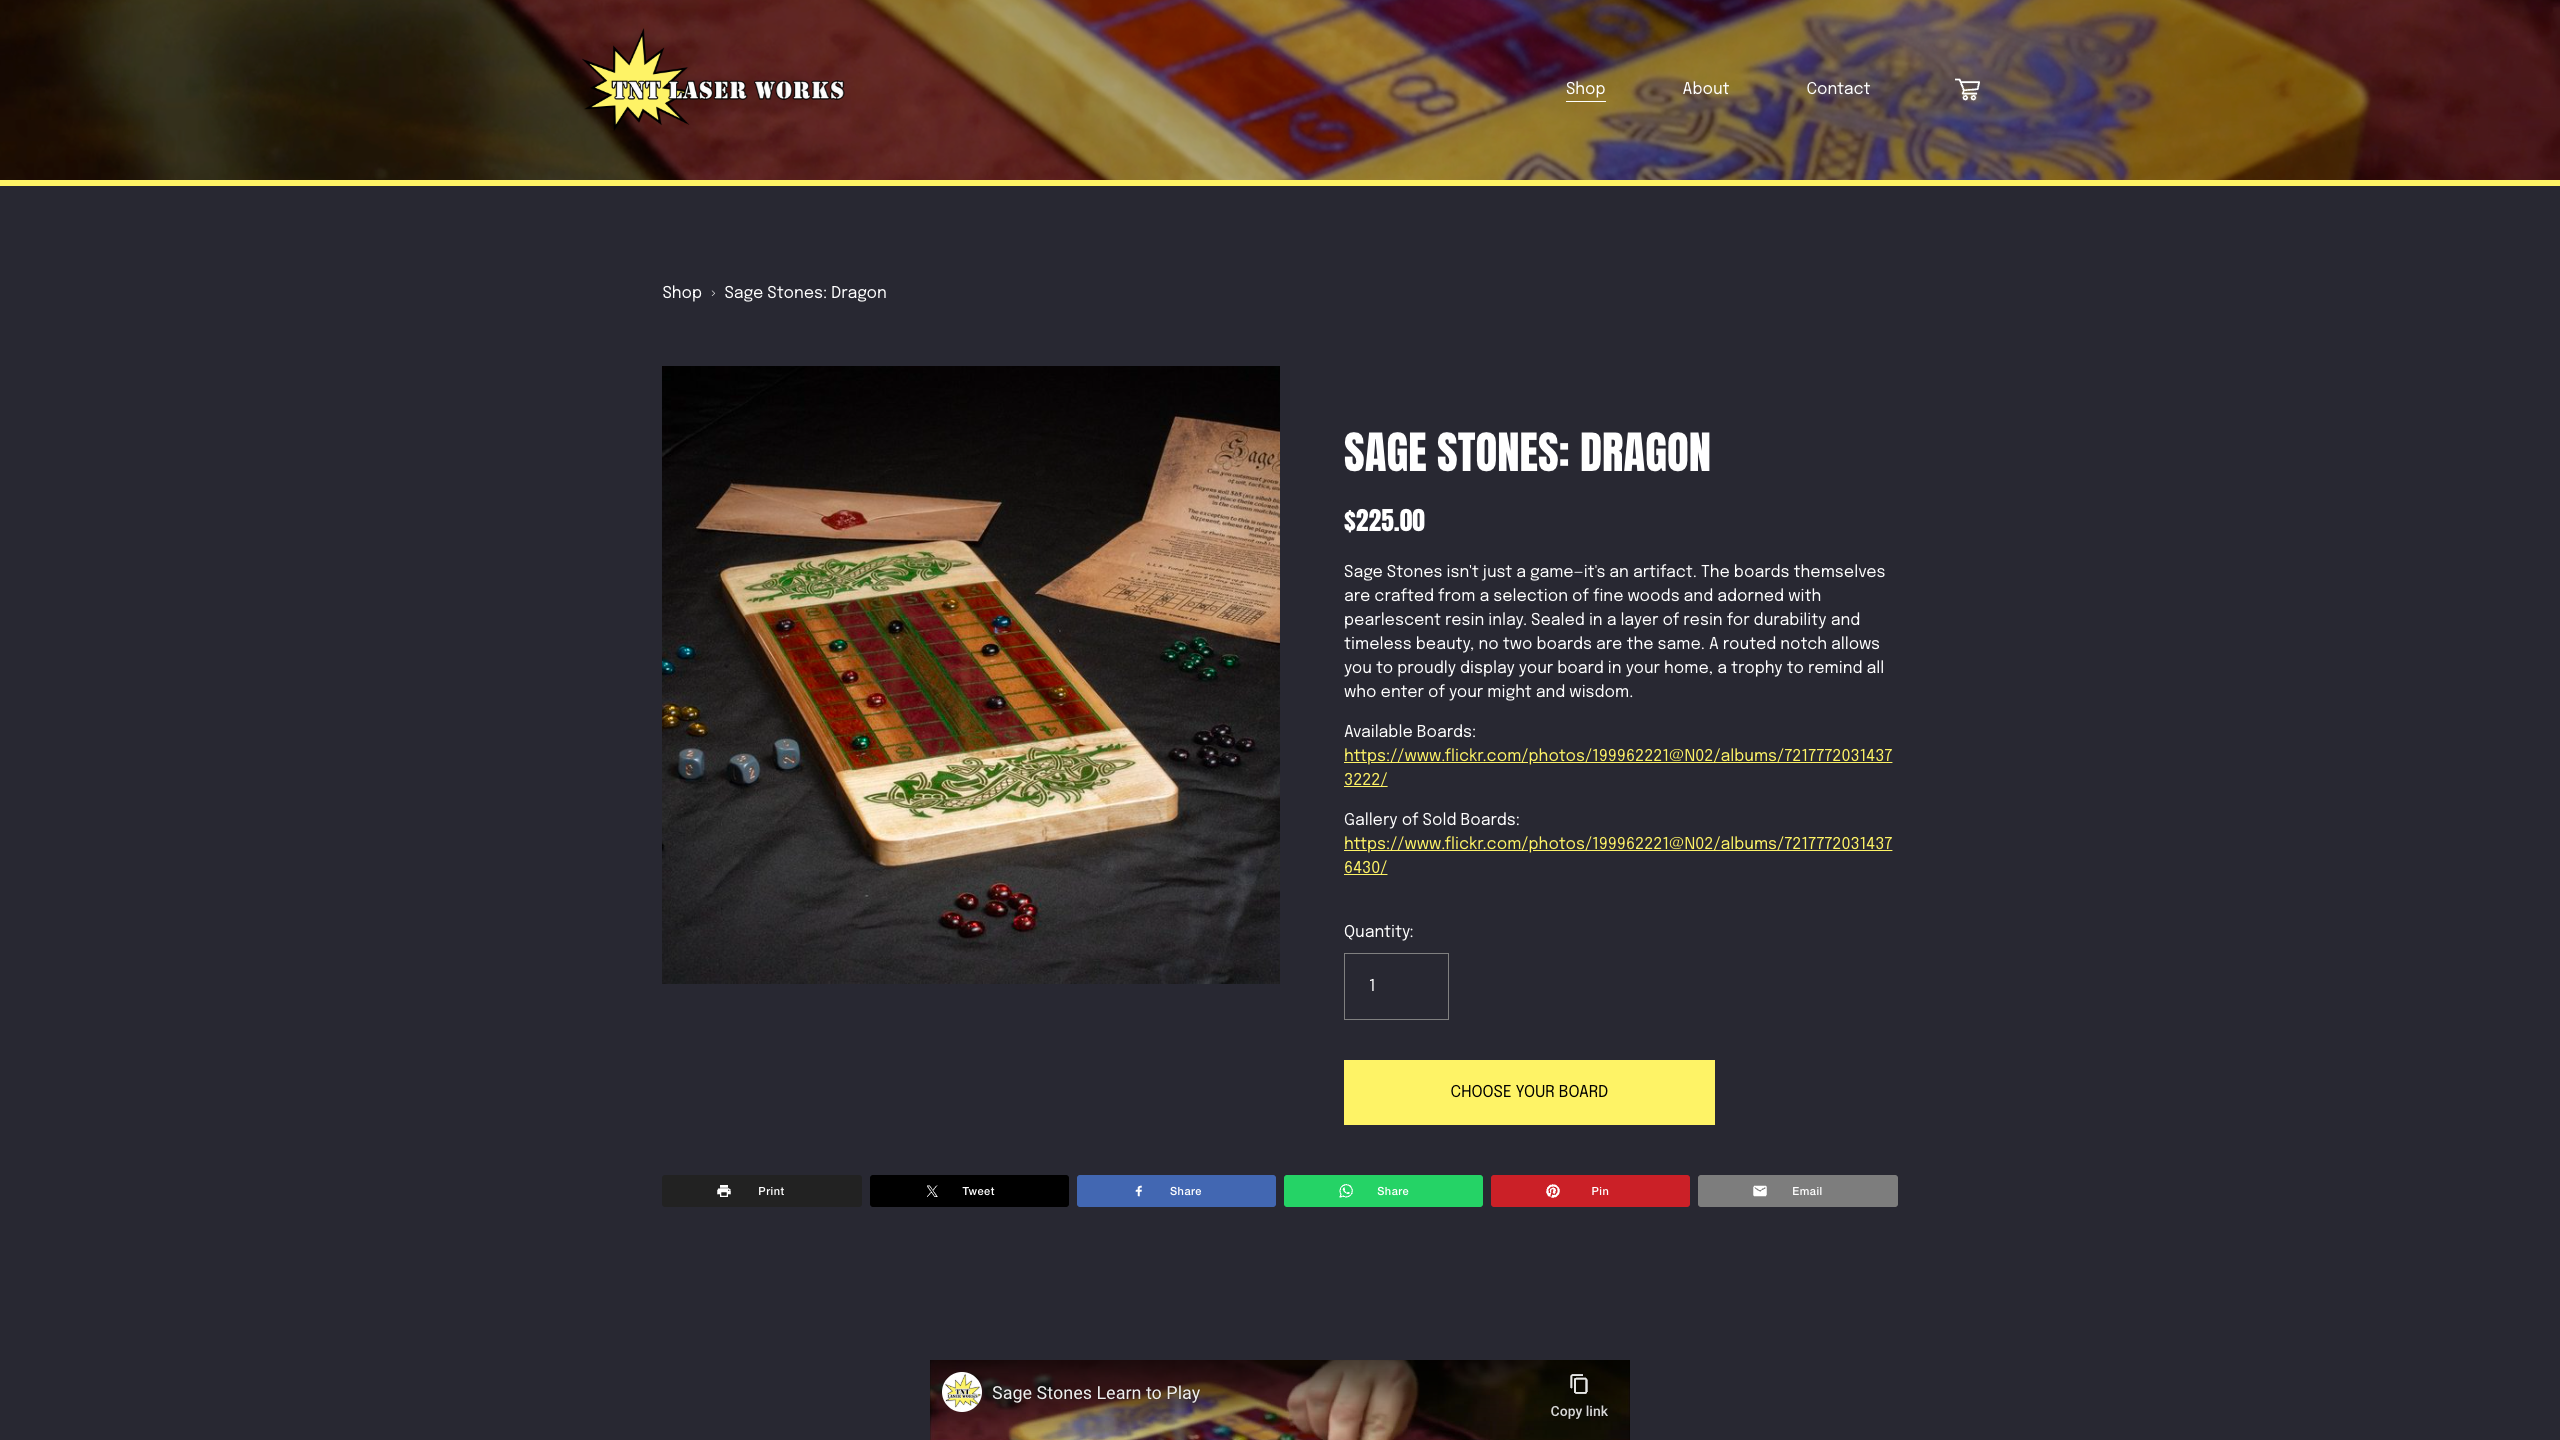 TNT LASER WORKS
Shop
About
Contact
Shop › Sage Stones: Dragon
SAGE STONES: DRAGON
$225.00
Sage Stones isn't just a game—it's an artifact. The boards themselves
are crafted from a selection of fine woods and adorned with
pearlescent resin inlay. Sealed in a layer of resin for durability and
timeless beauty, no two boards are the same. A routed notch allows
you to proudly display your board in your home, a trophy to remind all
who enter of your might and wisdom.
Available Boards:
https://www.flickr.com/photos/199962221@N02/albums/7217772031437
3222/
Gallery of Sold Boards:
https://www.flickr.com/photos/199962221@N02/albums/7217772031437
6430/
Quantity:
1
CHOOSE YOUR BOARD
Print
Tweet
Share
Share
Pin
Email
Sage Stones Learn to Play
Copy link